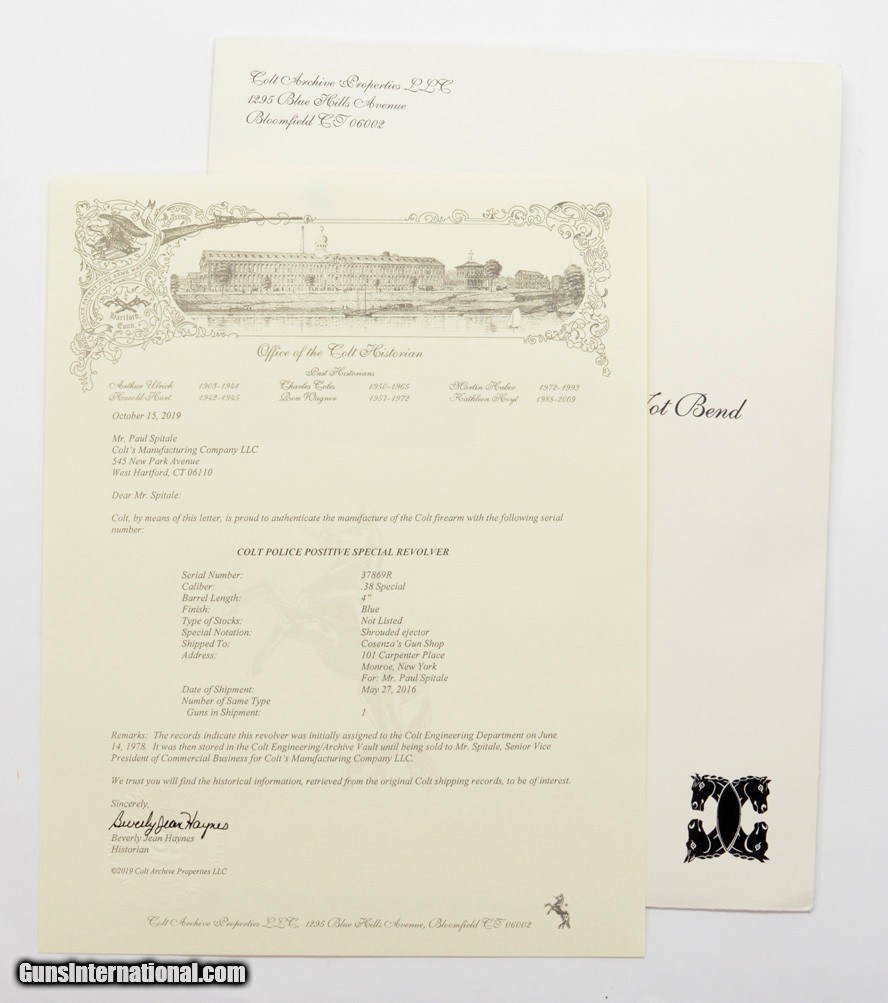 Colt Archive Properties LLC
1295 Blue Hills Avenue
Bloomfield CT 06002
Not Bend
Hartford,
Conn.
Office of the Colt Historian
Past Historians
Arthur Ulrich 1903-1941 Charles Coles 1950-1965 Martin Huber 1972-1993
Harold Hart 1942-1945 Ron Wagner 1957-1972 Kathleen Hoyt 1988-2009
October 15, 2019
Mr. Paul Spitale
Colt's Manufacturing Company LLC
545 New Park Avenue
West Hartford, CT 06110
Dear Mr. Spitale:
Colt, by means of this letter, is proud to authenticate the manufacture of the Colt firearm with the following serial
number:
COLT POLICE POSITIVE SPECIAL REVOLVER
Serial Number: 37869R
Caliber: .38 Special
Barrel Length: 4"
Finish: Blue
Type of Stocks: Not Listed
Special Notation: Shrouded ejector
Shipped To: Cosenza's Gun Shop
Address: 101 Carpenter Place
Monroe, New York
For: Mr. Paul Spitale
Date of Shipment: May 27, 2016
Number of Same Type
Guns in Shipment: 1
Remarks: The records indicate this revolver was initially assigned to the Colt Engineering Department on June
14, 1978. It was then stored in the Colt Engineering/Archive Vault until being sold to Mr. Spitale, Senior Vice
President of Commercial Business for Colt's Manufacturing Company LLC.
We trust you will find the historical information, retrieved from the original Colt shipping records, to be of interest.
Sincerely,
Beverly Jean Haynes
Beverly Jean Haynes
Historian
©2019 Colt Archive Properties LLC
Colt Archive Properties LLC, 1295 Blue Hills Avenue, Bloomfield CT 06002
GunsInternational.com